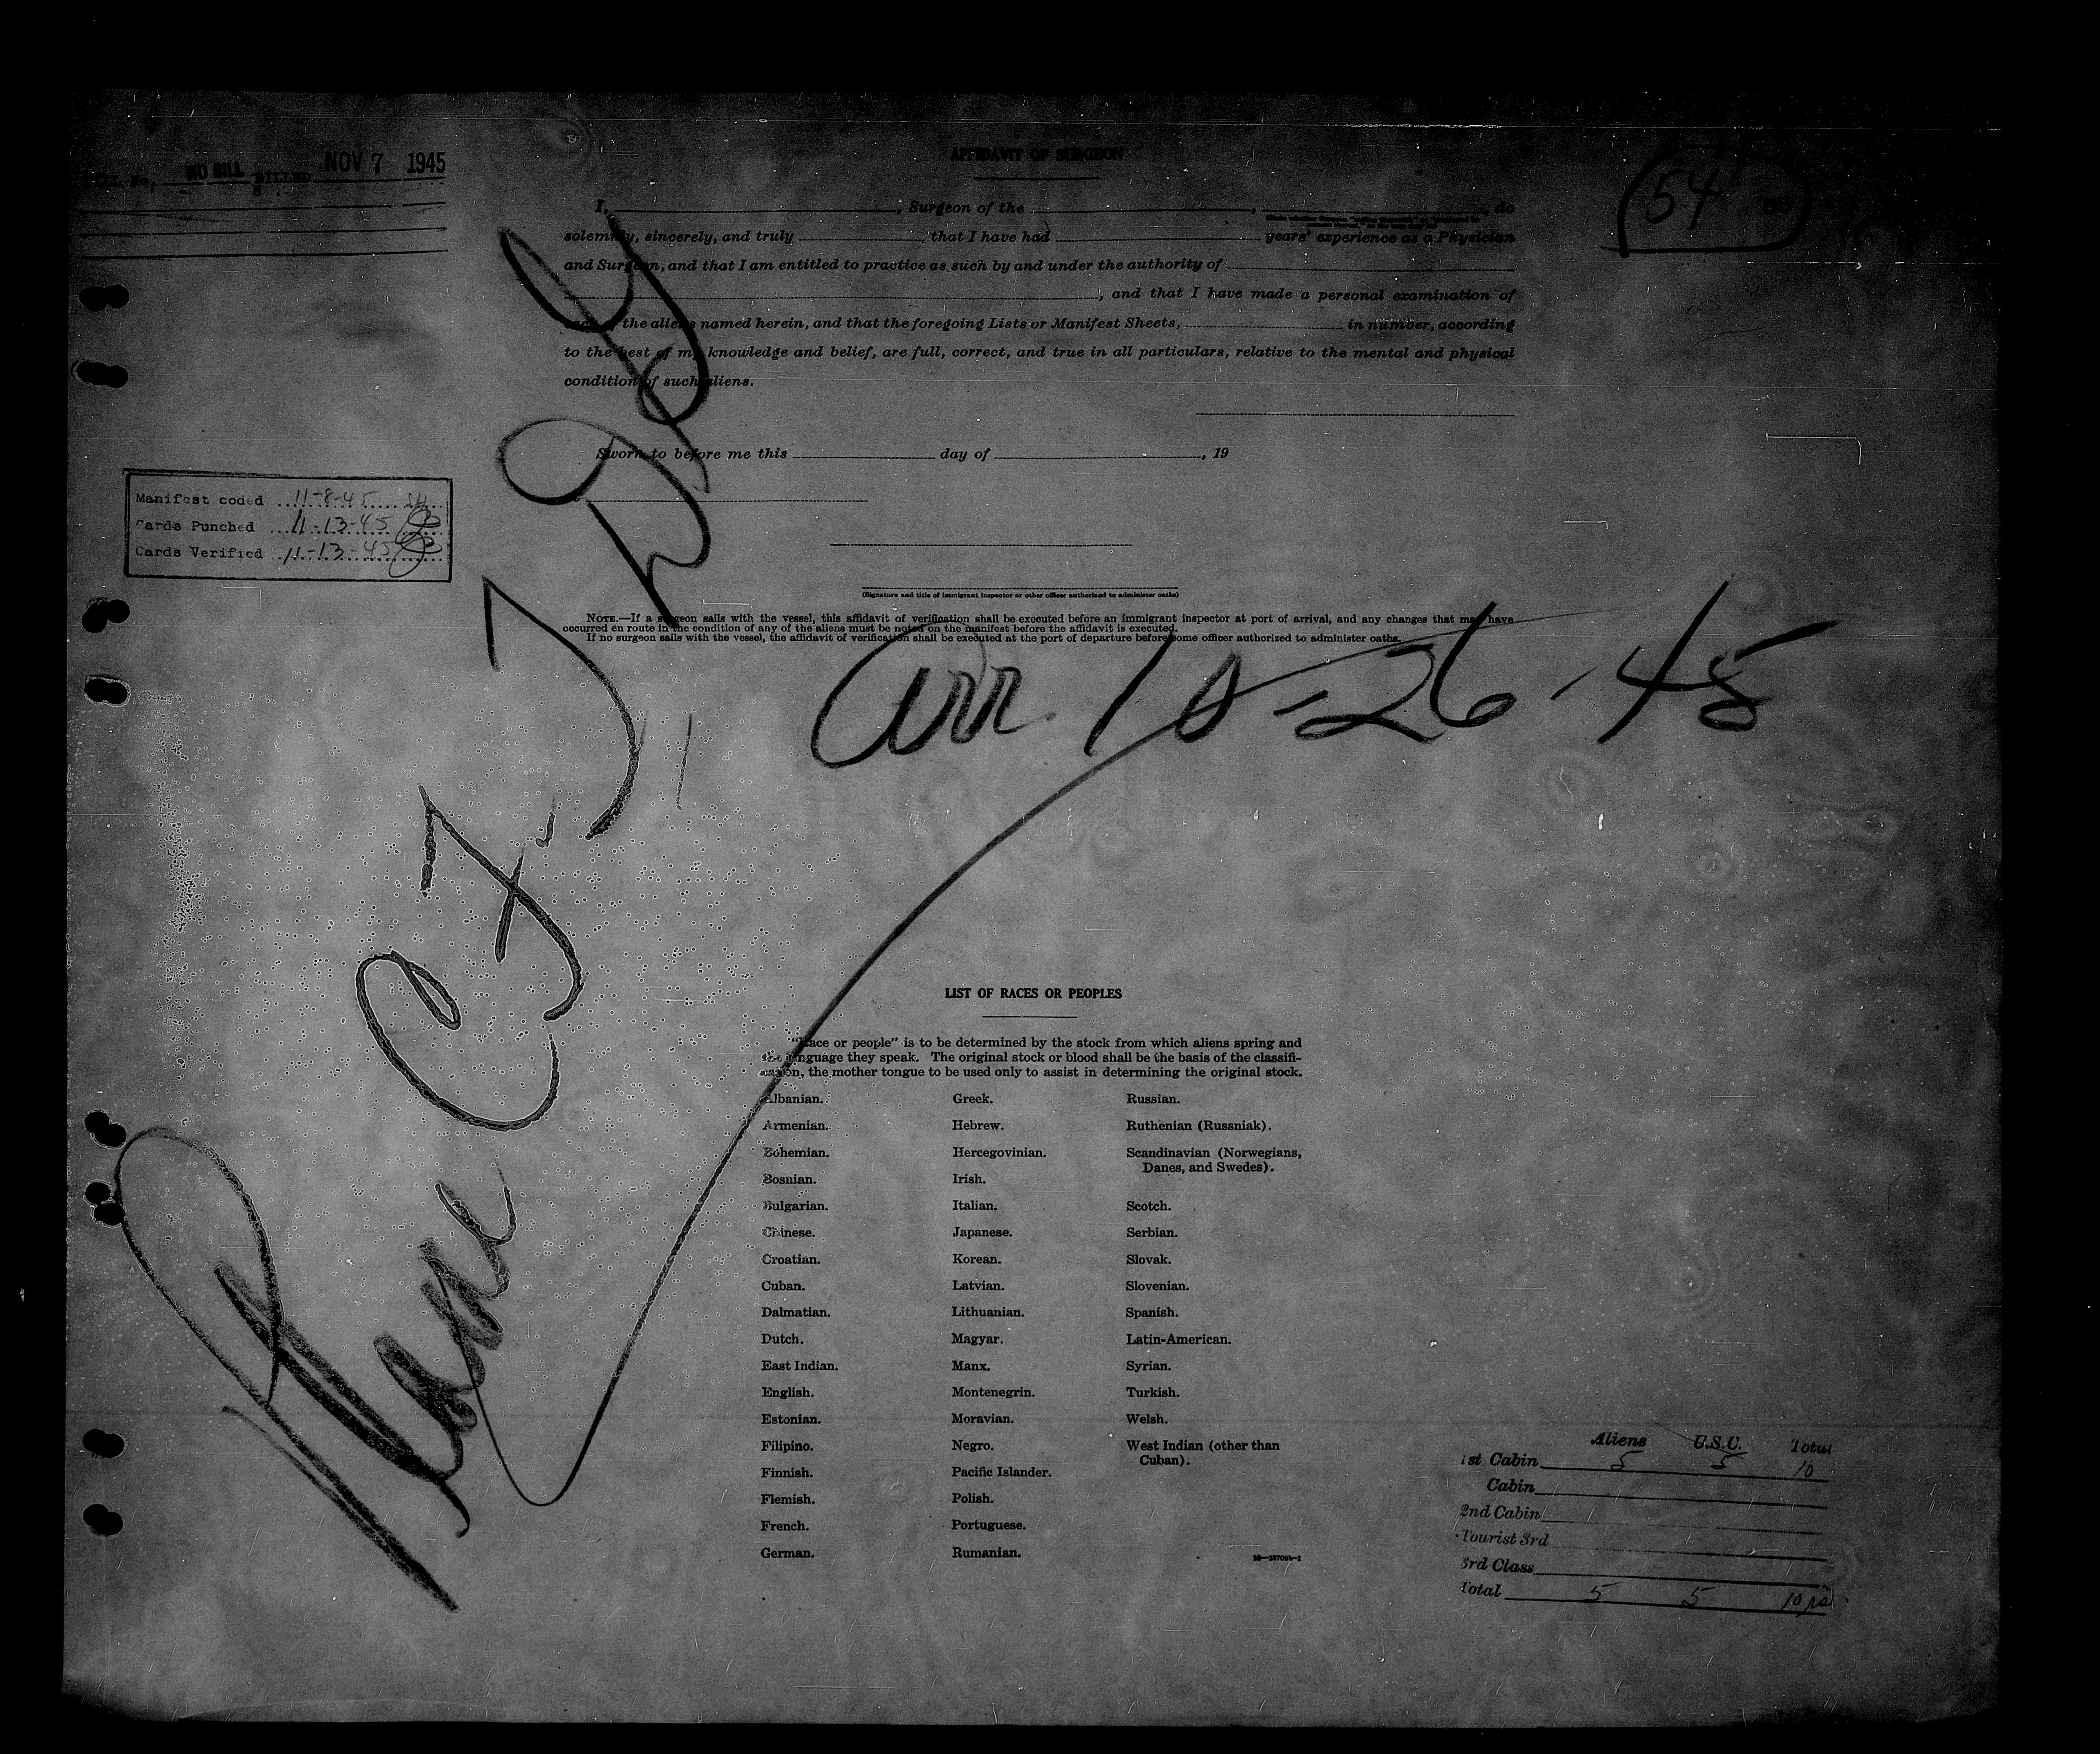 NO BILL BILLED NOV 7 1945
54
AFFIDAVIT OF SURGEON
I, , Surgeon of the , , do
solemnly, sincerely, and truly , that I have had years' experience as a Physician
and Surgeon, and that I am entitled to practice as such by and under the authority of
, and that I have made a personal examination of
the aliens named herein, and that the foregoing Lists or Manifest Sheets, in number, according
to the best of my knowledge and belief, are full, correct, and true in all particulars, relative to the mental and physical
condition of such aliens.
Sworn to before me this day of , 19
Manifest coded 11-8-45
Cards Punched 11-13-45
Cards Verified 11-13-45
(Signature and title of immigrant inspector or other officer authorized to administer oaths)
NOTE.—If a surgeon sails with the vessel, this affidavit of verification shall be executed before an immigrant inspector at port of arrival, and any changes that may have
occurred en route in the condition of any of the aliens must be noted on the manifest before the affidavit is executed.
If no surgeon sails with the vessel, the affidavit of verification shall be executed at the port of departure before some officer authorized to administer oaths.
Arr 10-26-45
Plane
LIST OF RACES OR PEOPLES
"Race or people" is to be determined by the stock from which aliens spring and
the language they speak. The original stock or blood shall be the basis of the classifi-
cation, the mother tongue to be used only to assist in determining the original stock.
Albanian.
Armenian.
Bohemian.
Bosnian.
Bulgarian.
Chinese.
Croatian.
Cuban.
Dalmatian.
Dutch.
East Indian.
English.
Estonian.
Filipino.
Finnish.
Flemish.
French.
German.
Greek.
Hebrew.
Hercegovinian.
Irish.
Italian.
Japanese.
Korean.
Latvian.
Lithuanian.
Magyar.
Manx.
Montenegrin.
Moravian.
Negro.
Pacific Islander.
Polish.
Portuguese.
Rumanian.
Russian.
Ruthenian (Russniak).
Scandinavian (Norwegians,
Danes, and Swedes).
Scotch.
Serbian.
Slovak.
Slovenian.
Spanish.
Latin-American.
Syrian.
Turkish.
Welsh.
West Indian (other than
Cuban).
Aliens U.S.C. Total
1st Cabin 5 5 10
Cabin
2nd Cabin
Tourist 3rd
3rd Class
Total 5 5 10